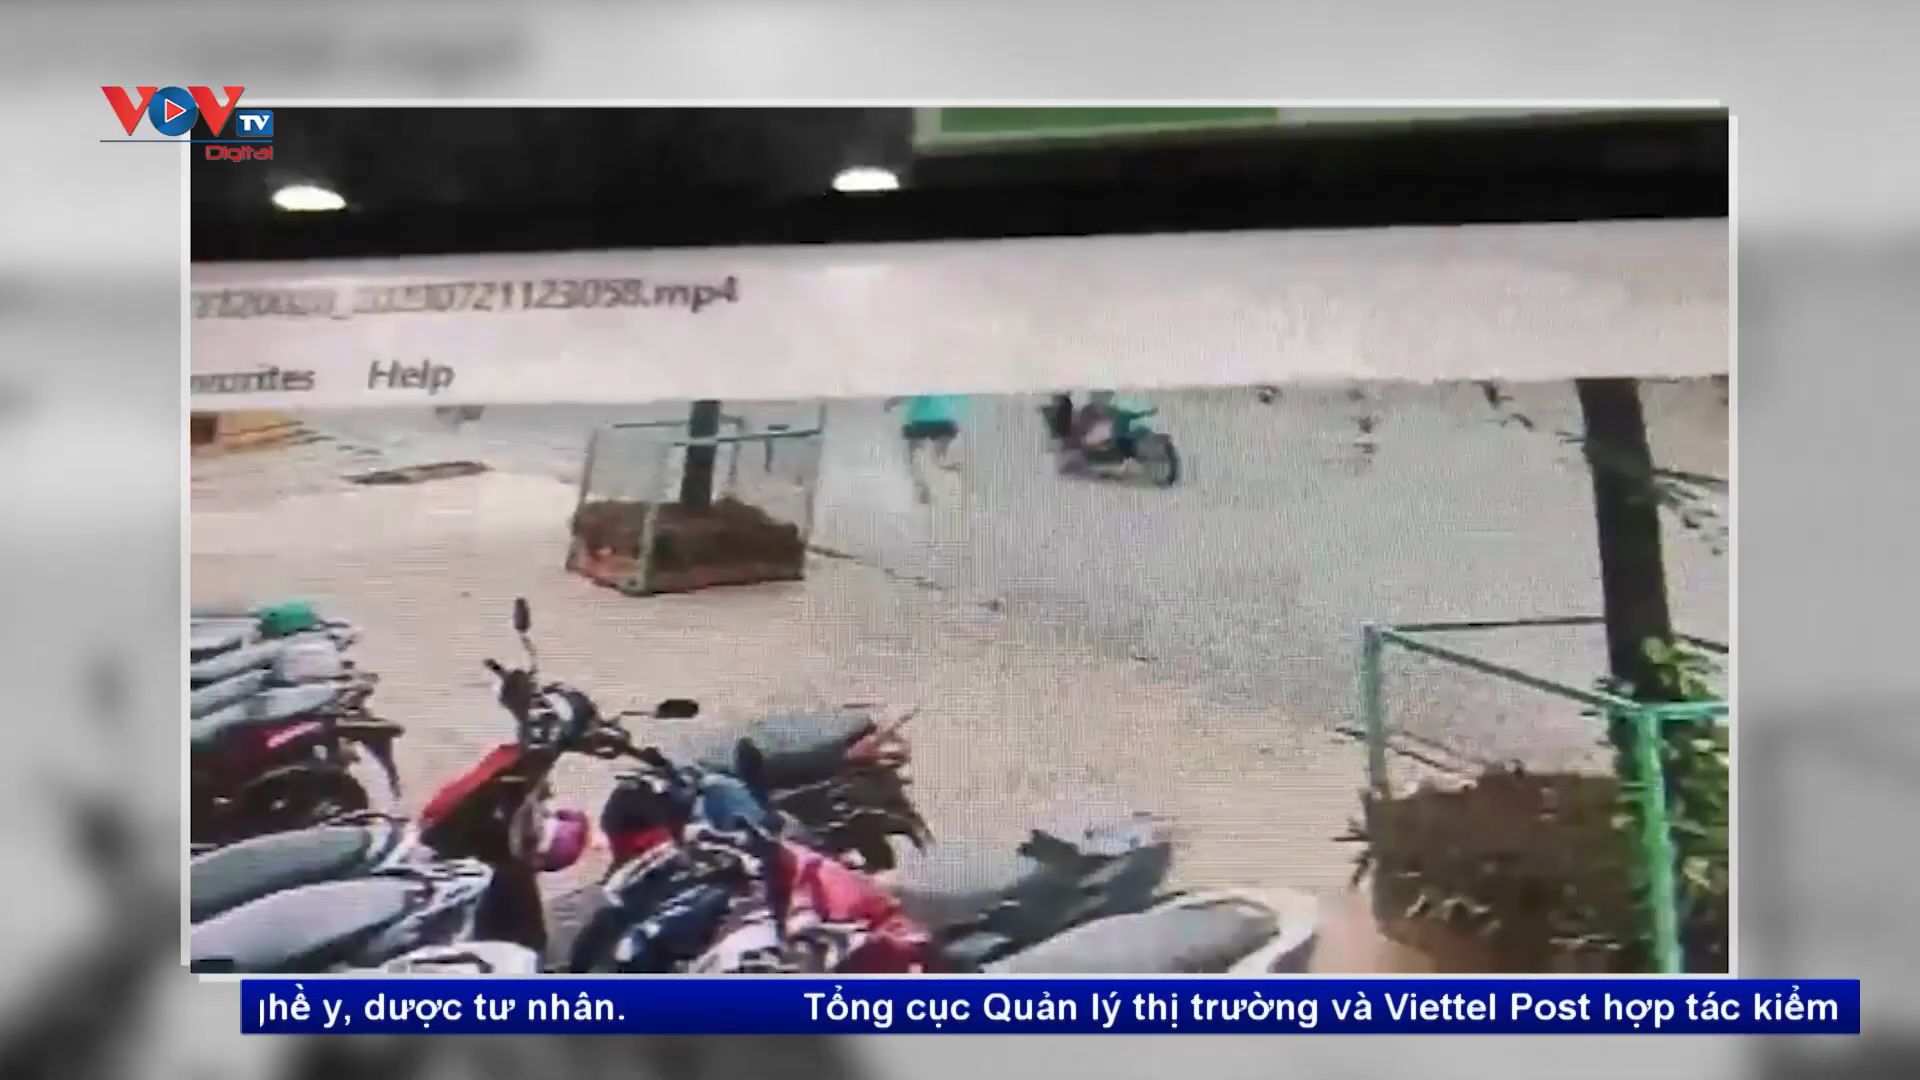 VOV TV
Digital
0721123058.mp4
Help
y, dược tư nhân.
Tổng cục Quản lý thị trường và Viettel Post hợp tác kiểm